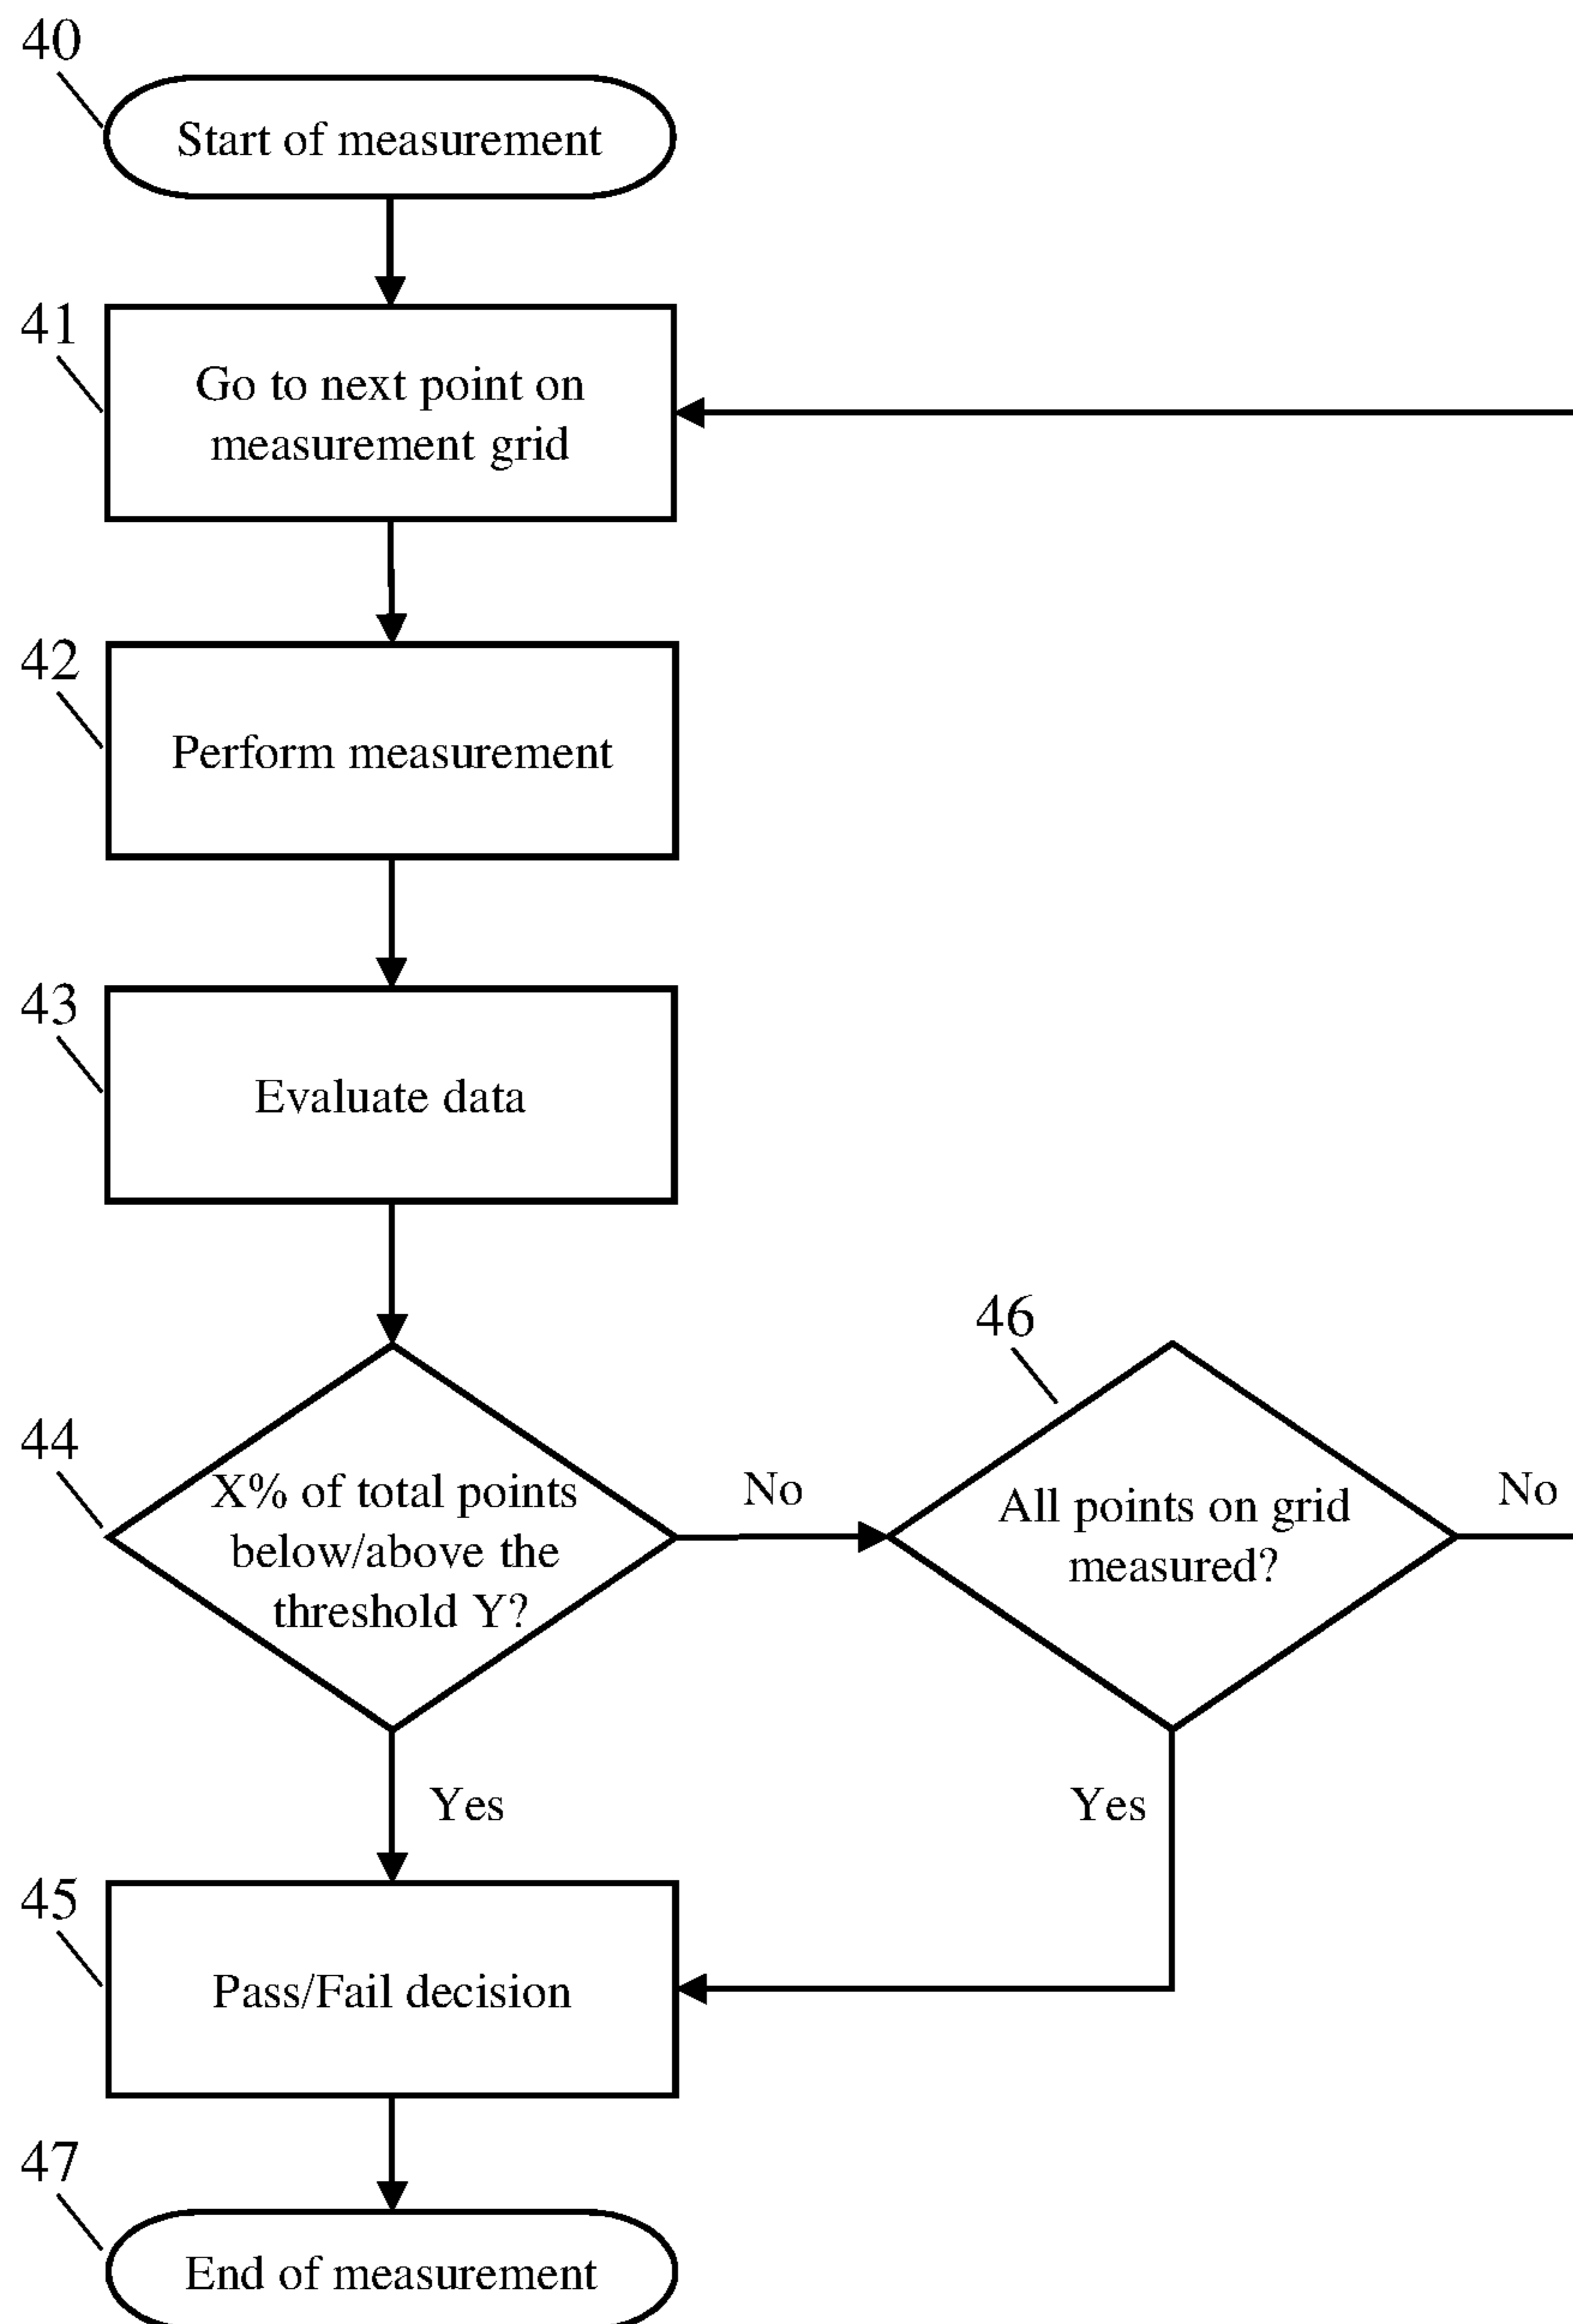 40
Start of measurement
41
Go to next point on
measurement grid
42
Perform measurement
43
Evaluate data
44
X% of total points
below/above the
threshold Y?
No
46
All points on grid
measured?
No
Yes
Yes
45
Pass/Fail decision
47
End of measurement